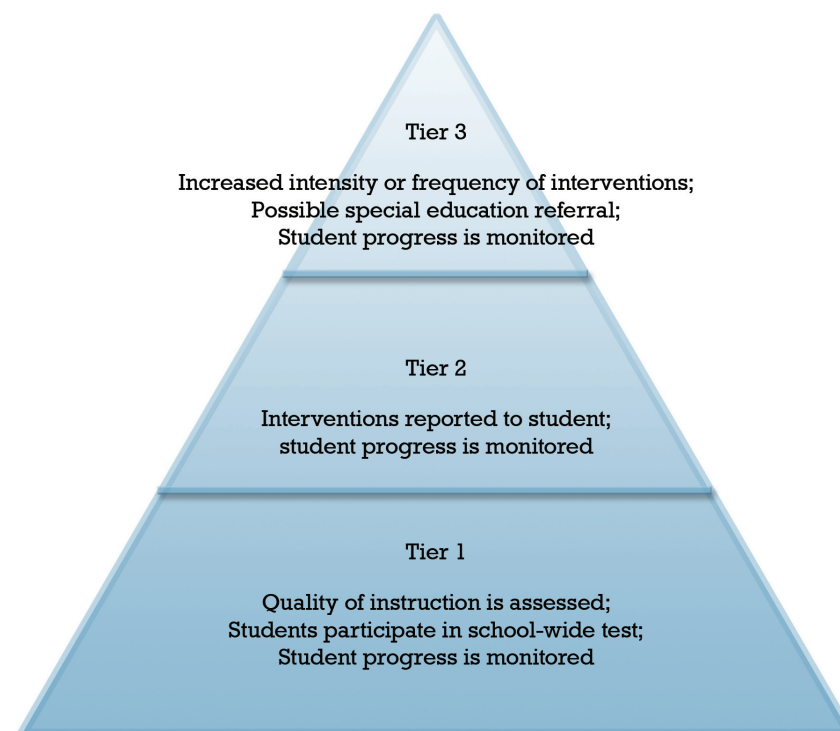 Tier 3
Increased intensity or frequency of interventions;
Possible special education referral;
Student progress is monitored
Tier 2
Interventions reported to student;
student progress is monitored
Tier 1
Quality of instruction is assessed;
Students participate in school-wide test;
Student progress is monitored